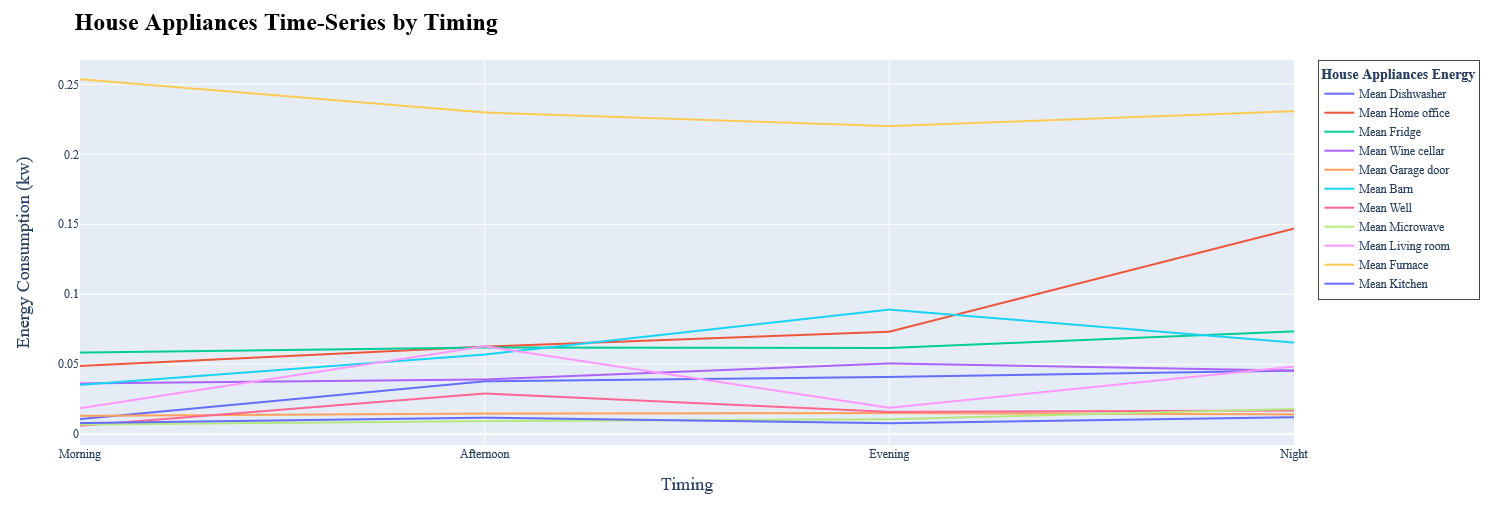 House Appliances Time-Series by Timing
Energy Consumption (kw)
0.25
0.2
0.15
0.1
0.05
0
Morning
Afternoon
Evening
Night
Timing
House Appliances Energy
Mean Dishwasher
Mean Home office
Mean Fridge
Mean Wine cellar
Mean Garage door
Mean Barn
Mean Well
Mean Microwave
Mean Living room
Mean Furnace
Mean Kitchen